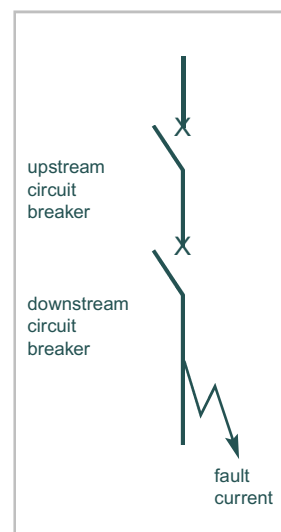 upstream
circuit
breaker
downstream
circuit
breaker
fault
current